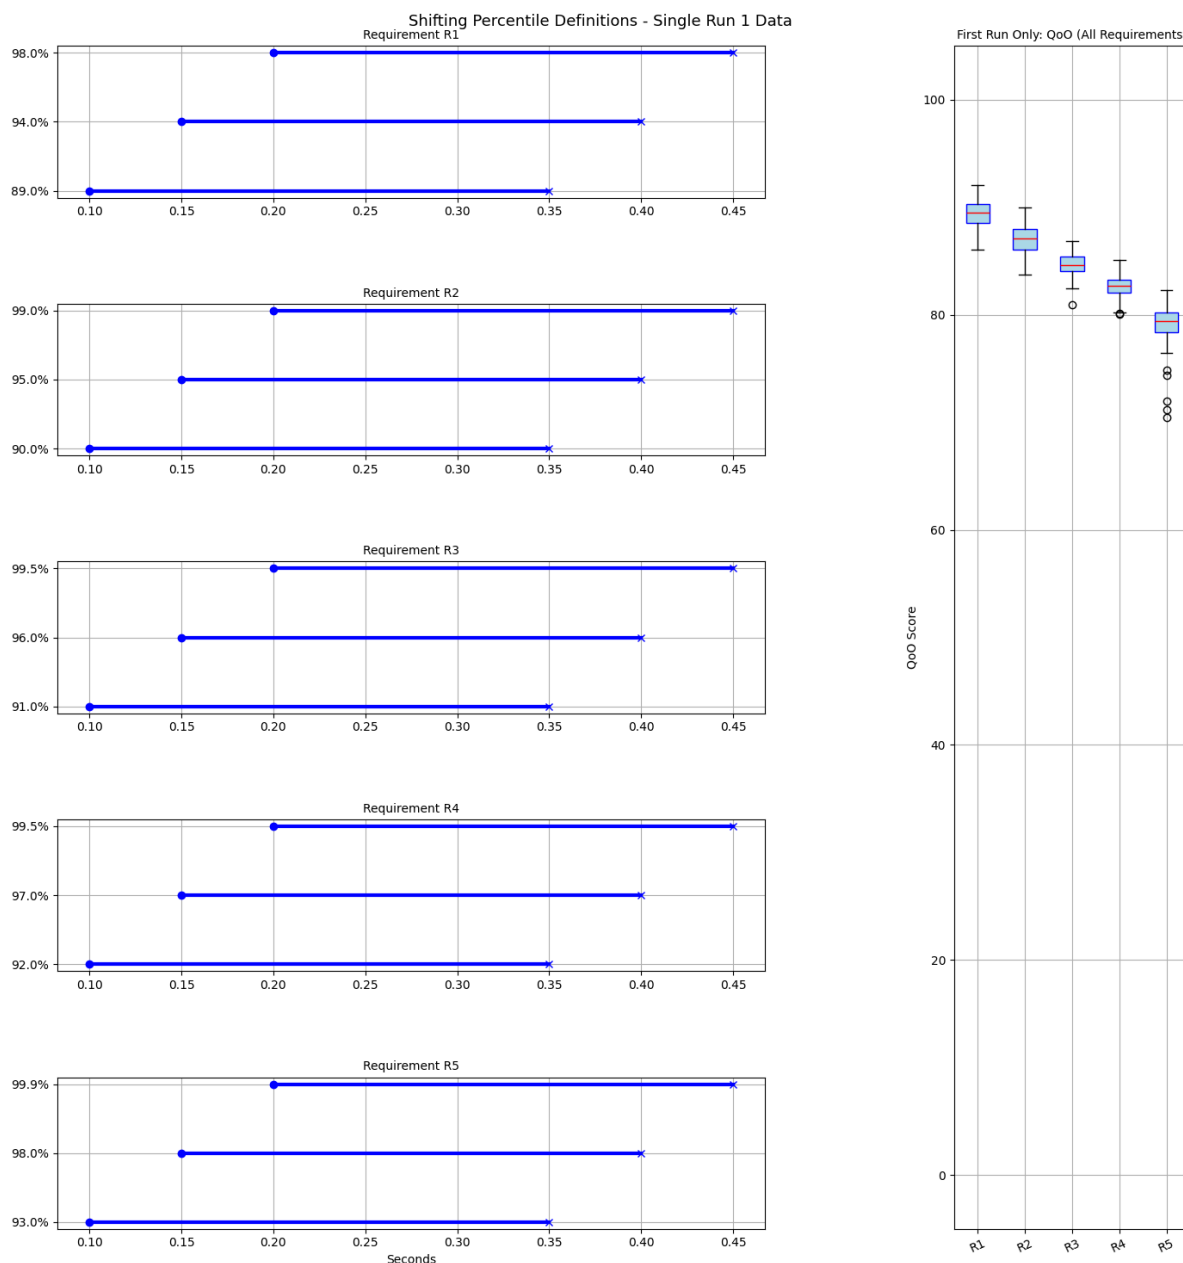 Shifting Percentile Definitions - Single Run 1 Data
Requirement R1
98.0%
94.0%
89.0%
0.10 0.15 0.20 0.25 0.30 0.35 0.40 0.45
Requirement R2
99.0%
95.0%
90.0%
0.10 0.15 0.20 0.25 0.30 0.35 0.40 0.45
Requirement R3
99.5%
96.0%
91.0%
0.10 0.15 0.20 0.25 0.30 0.35 0.40 0.45
Requirement R4
99.5%
97.0%
92.0%
0.10 0.15 0.20 0.25 0.30 0.35 0.40 0.45
Requirement R5
99.9%
98.0%
93.0%
0.10 0.15 0.20 0.25 0.30 0.35 0.40 0.45
Seconds
First Run Only: QoO (All Requirements
QoO Score
100
80
60
40
20
0
R1 R2 R3 R4 R5